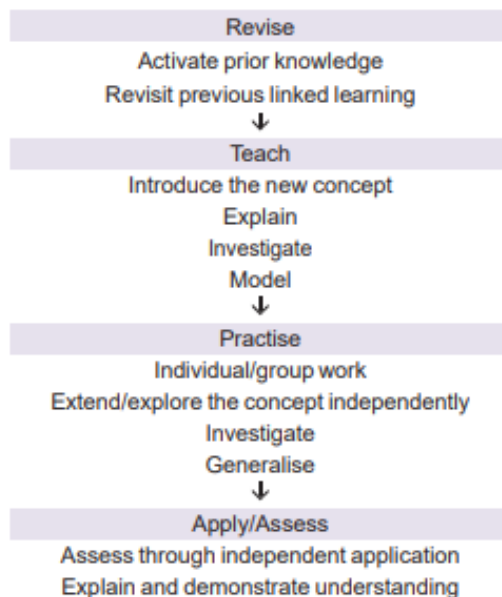 Revise
Activate prior knowledge
Revisit previous linked learning
↓
Teach
Introduce the new concept
Explain
Investigate
Model
↓
Practise
Individual/group work
Extend/explore the concept independently
Investigate
Generalise
↓
Apply/Assess
Assess through independent application
Explain and demonstrate understanding